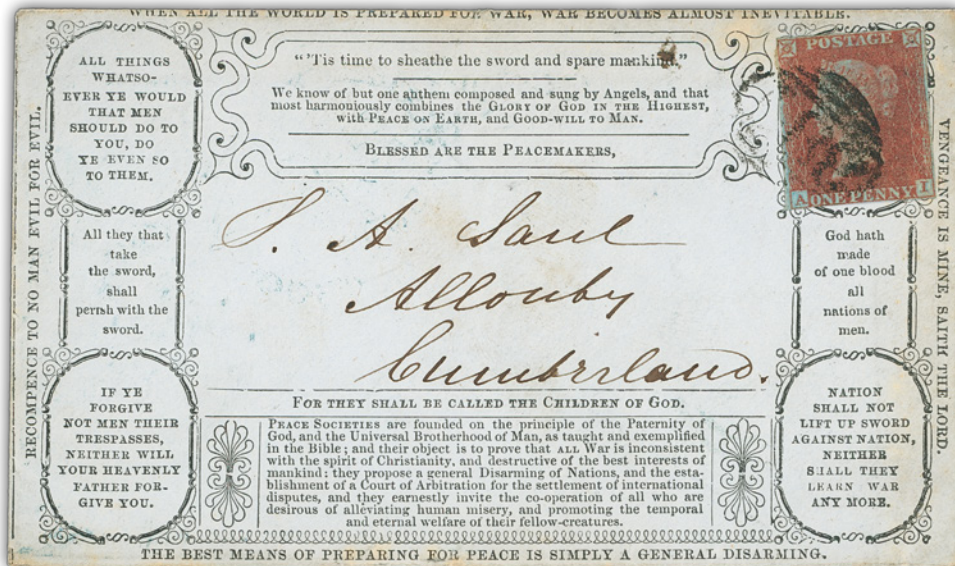 WHEN ALL THE WORLD IS PREPARED FOR WAR, WAR BECOMES ALMOST INEVITABLE.
RECOMPENCE TO NO MAN EVIL FOR EVIL.
ALL THINGS
WHATSO-
EVER YE WOULD
THAT MEN
SHOULD DO TO
YOU, DO
YE EVEN SO
TO THEM.
All they that
take
the sword,
shall
perish with the
sword.
IF YE
FORGIVE
NOT MEN THEIR
TRESPASSES,
NEITHER WILL
YOUR HEAVENLY
FATHER FOR-
GIVE YOU.
"'Tis time to sheathe the sword and spare mankind."
We know of but one anthem composed and sung by Angels, and that
most harmoniously combines the GLORY OF GOD IN THE HIGHEST,
with PEACE ON EARTH, and GOOD-WILL TO MAN.
BLESSED ARE THE PEACEMAKERS,
S. A. Saul
Allonby
Cumberland.
FOR THEY SHALL BE CALLED THE CHILDREN OF GOD.
PEACE SOCIETIES are founded on the principle of the Paternity of
God, and the Universal Brotherhood of Man, as taught and exemplified
in the Bible; and their object is to prove that ALL War is inconsistent
with the spirit of Christianity, and destructive of the best interests of
mankind: they propose a general Disarming of Nations, and the esta-
blishment of a Court of Arbitration for the settlement of international
disputes, and they earnestly invite the co-operation of all who are
desirous of alleviating human misery, and promoting the temporal
and eternal welfare of their fellow-creatures.
POSTAGE
A ONE PENNY I
God hath
made
of one blood
all
nations of
men.
NATION
SHALL NOT
LIFT UP SWORD
AGAINST NATION,
NEITHER
SHALL THEY
LEARN WAR
ANY MORE.
VENGEANCE IS MINE, SAITH THE LORD.
THE BEST MEANS OF PREPARING FOR PEACE IS SIMPLY A GENERAL DISARMING.